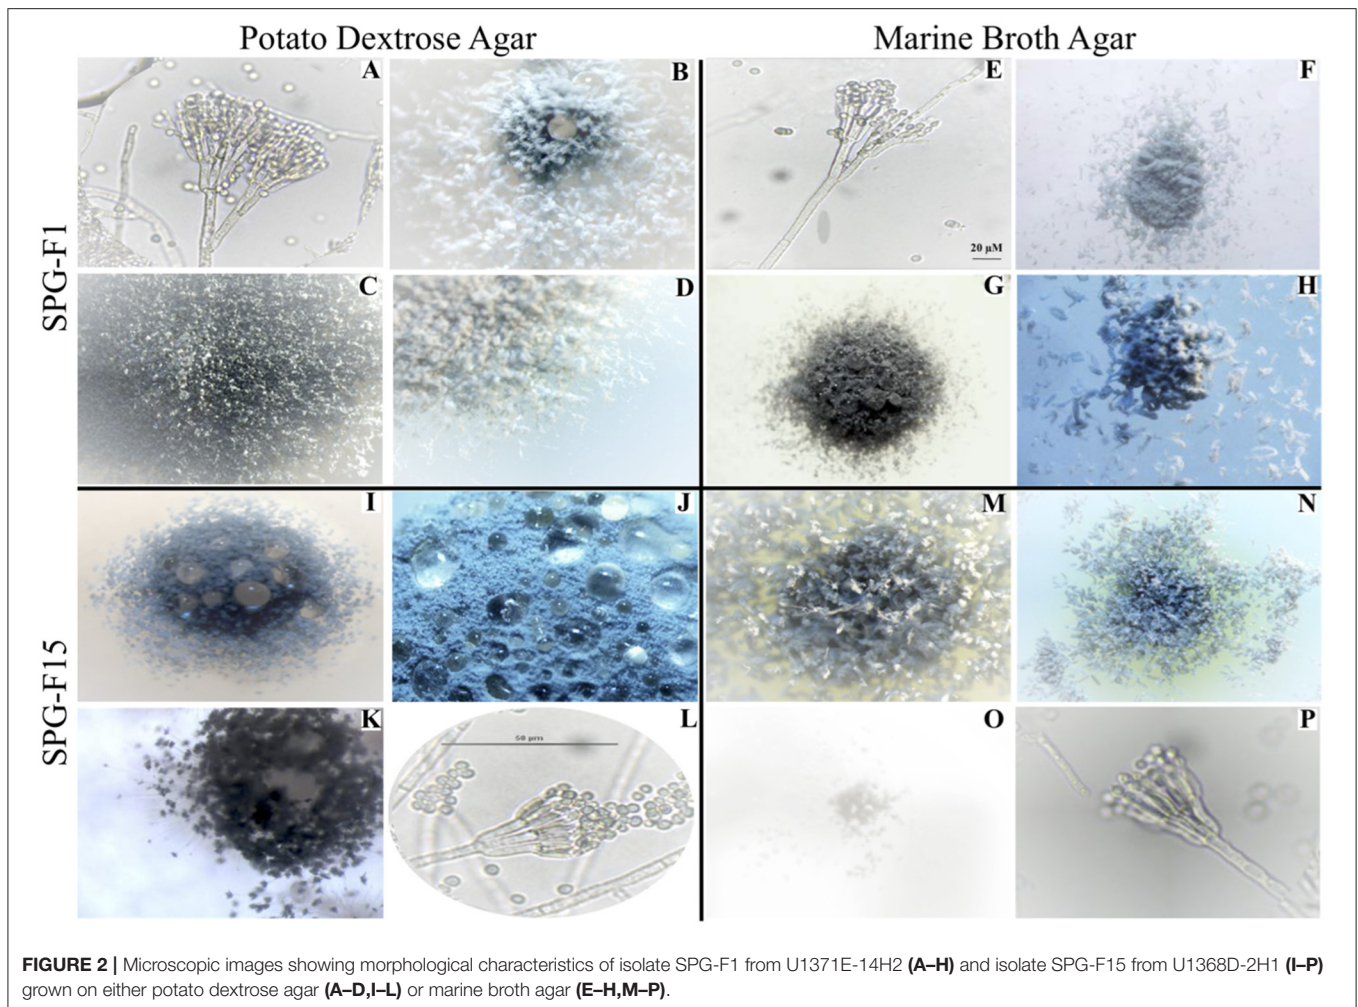 Potato Dextrose Agar
Marine Broth Agar
SPG-F1
A
B
E
F
20 µM
C
D
G
H
SPG-F15
I
J
M
N
K
L
50 µm
O
P
FIGURE 2 | Microscopic images showing morphological characteristics of isolate SPG-F1 from U1371E-14H2 (A–H) and isolate SPG-F15 from U1368D-2H1 (I–P)
grown on either potato dextrose agar (A–D,I–L) or marine broth agar (E–H,M–P).